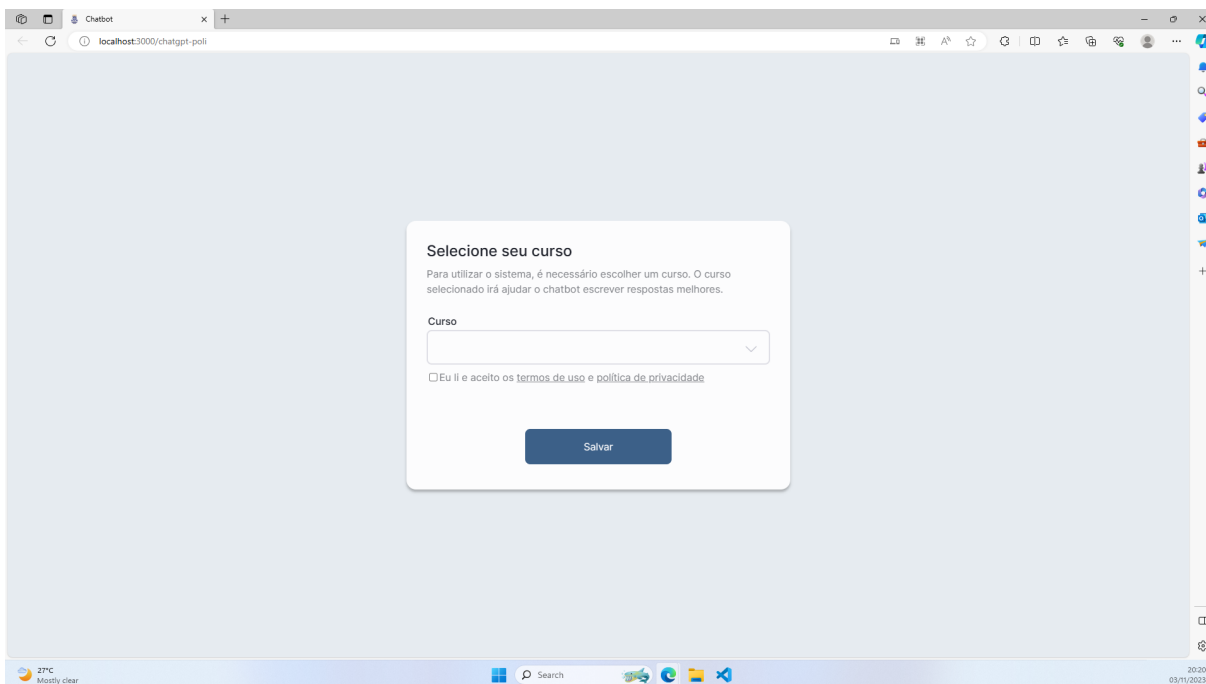 Chatbot
localhost:3000/chatgpt-poli
Selecione seu curso
Para utilizar o sistema, é necessário escolher um curso. O curso
selecionado irá ajudar o chatbot escrever respostas melhores.
Curso
Eu li e aceito os termos de uso e política de privacidade
Salvar
27°C
Mostly clear
Search
20:20
03/11/2023